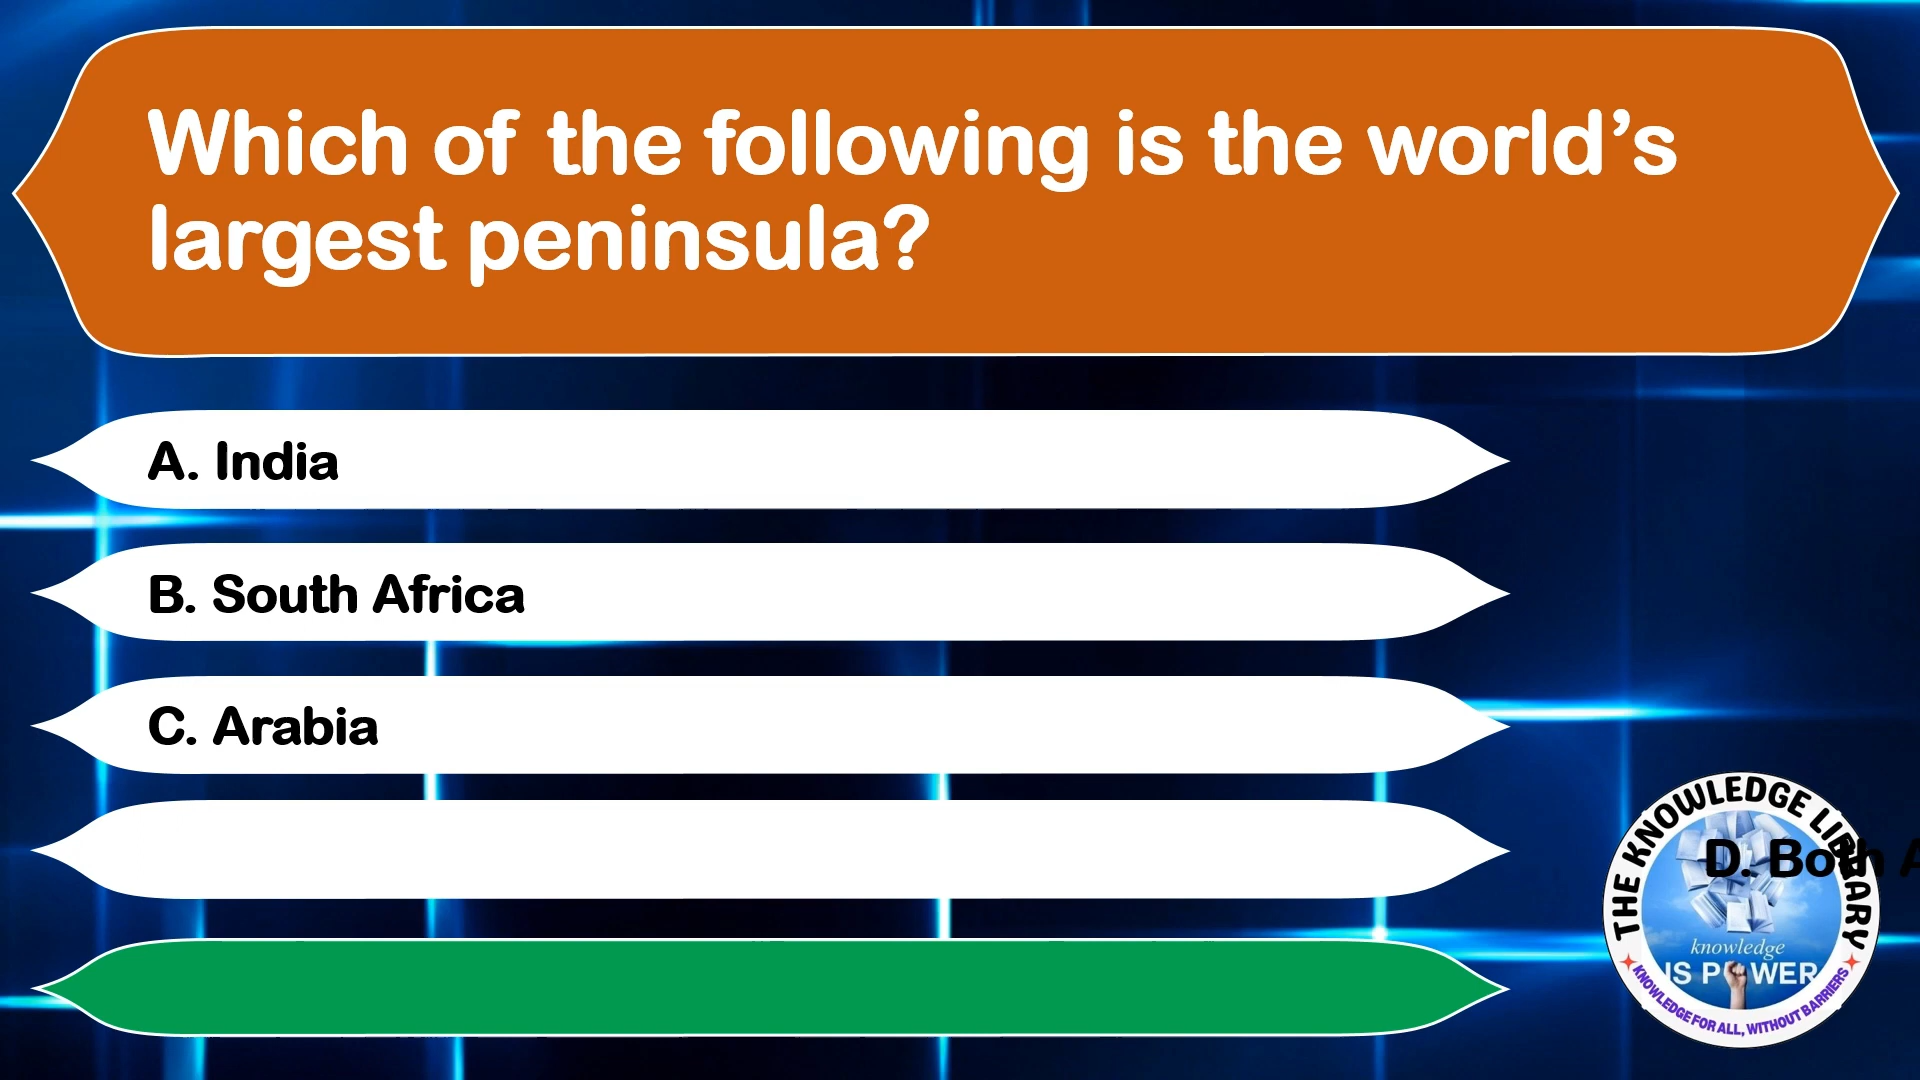 Which of the following is the world’s
largest peninsula?
A. India
B. South Africa
C. Arabia
D. Both A
THE KNOWLEDGE LIBRARY
knowledge
IS POWER
KNOWLEDGE FOR ALL, WITHOUT BARRIERS